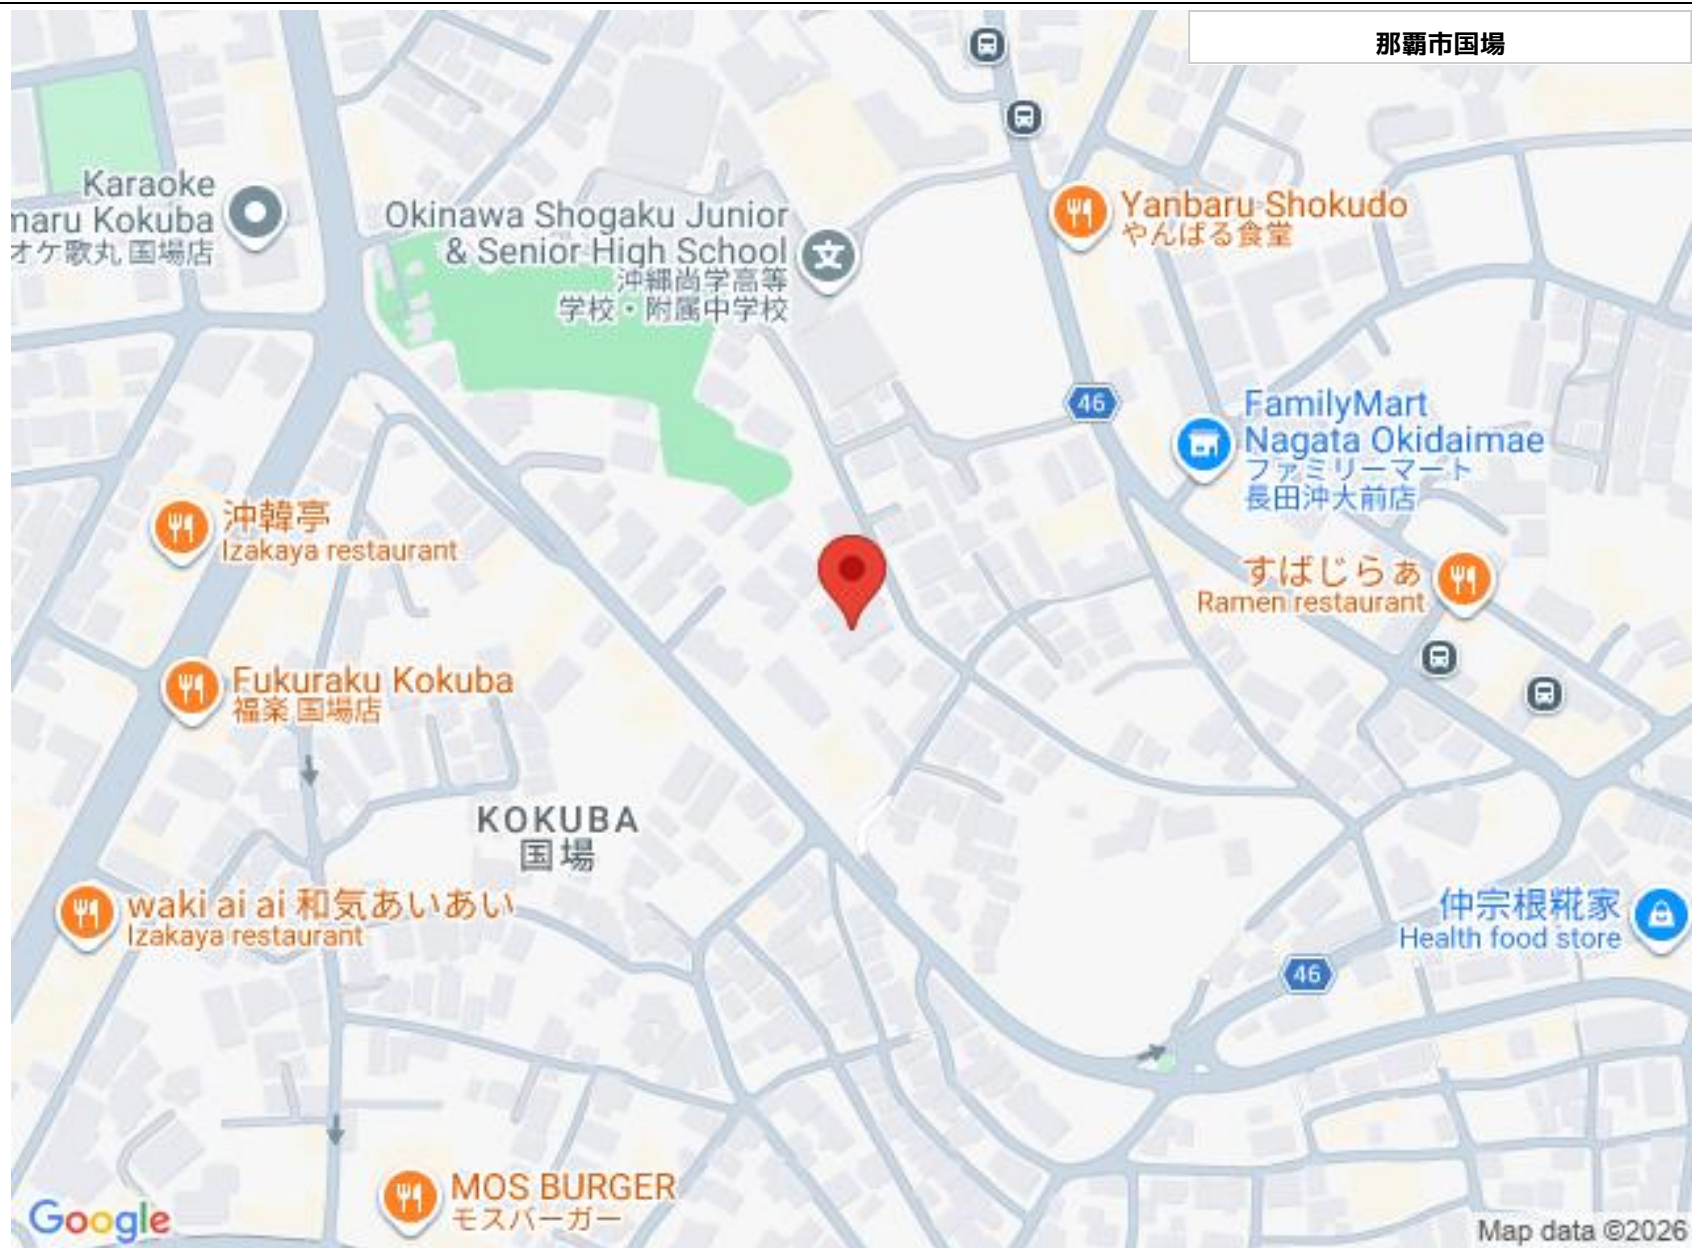 那覇市国場
Karaoke
maru Kokuba
オケ歌丸 国場店
Okinawa Shogaku Junior
& Senior High School
沖縄尚学高等
学校・附属中学校
Yanbaru Shokudo
やんばる食堂
46
FamilyMart
Nagata Okidaimae
ファミリーマート
長田沖大前店
沖韓亭
Izakaya restaurant
すばじらぁ
Ramen restaurant
Fukuraku Kokuba
福楽 国場店
KOKUBA
国場
waki ai ai 和気あいあい
Izakaya restaurant
仲宗根糀家
Health food store
46
MOS BURGER
モスバーガー
Google
Map data ©2026